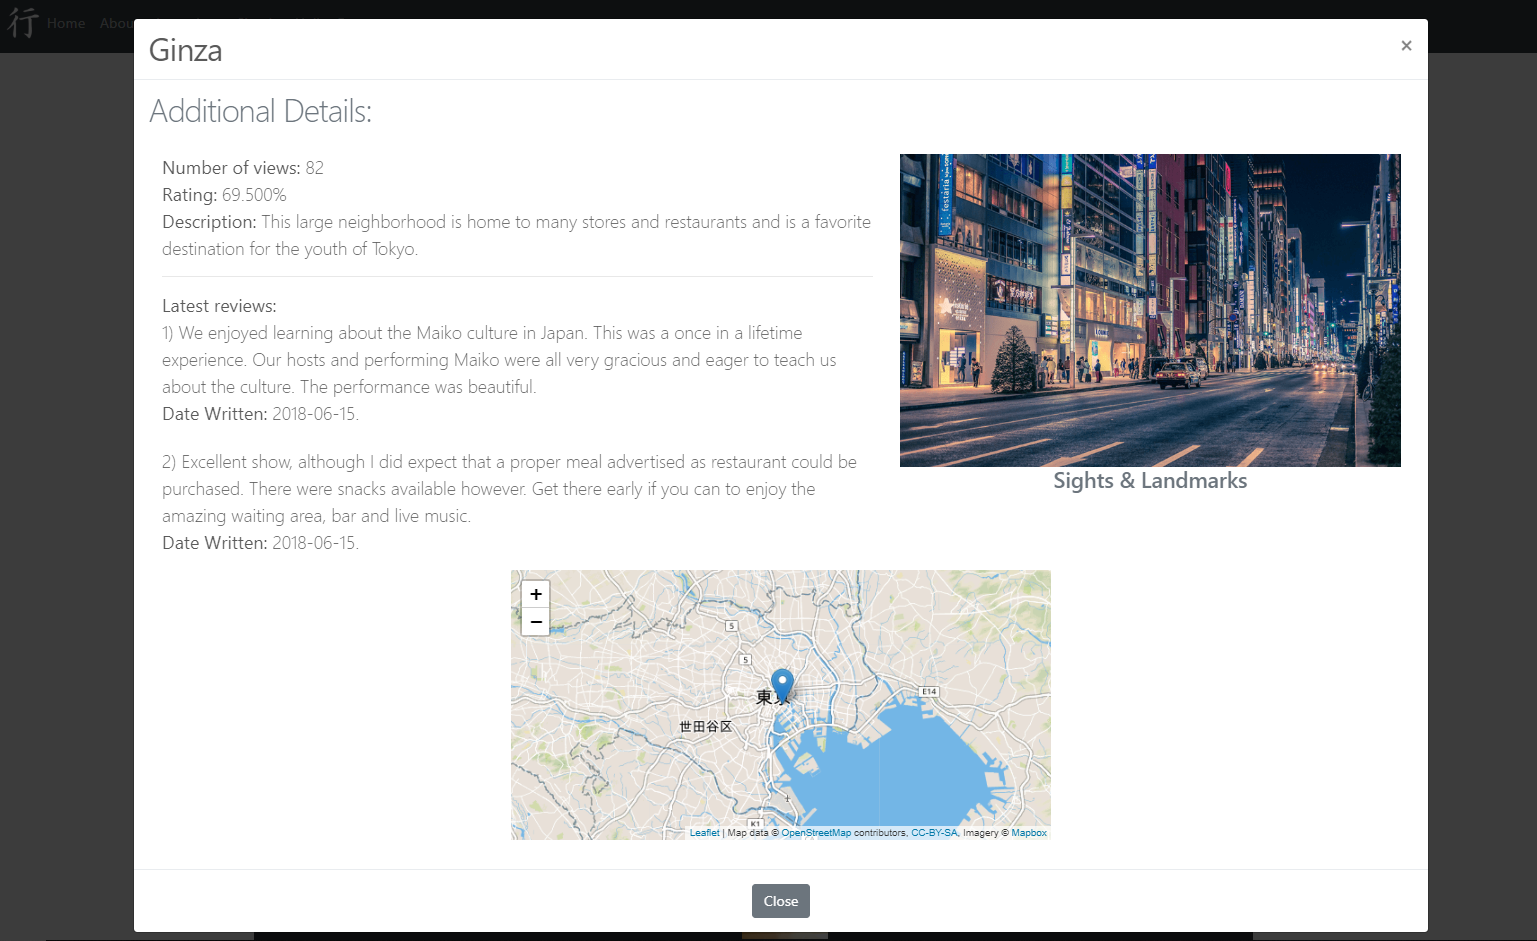 行 Home
Ginza
×
Additional Details:
Number of views: 82
Rating: 69.500%
Description: This large neighborhood is home to many stores and restaurants and is a favorite
destination for the youth of Tokyo.
Latest reviews:
1) We enjoyed learning about the Maiko culture in Japan. This was a once in a lifetime
experience. Our hosts and performing Maiko were all very gracious and eager to teach us
about the culture. The performance was beautiful.
Date Written: 2018-06-15.
2) Excellent show, although I did expect that a proper meal advertised as restaurant could be
purchased. There were snacks available however. Get there early if you can to enjoy the
amazing waiting area, bar and live music.
Date Written: 2018-06-15.
festaria
Sights & Landmarks
+
−
5
5
E14
東京
世田谷区
K1
Leaflet | Map data © OpenStreetMap contributors, CC-BY-SA, Imagery © Mapbox
Close